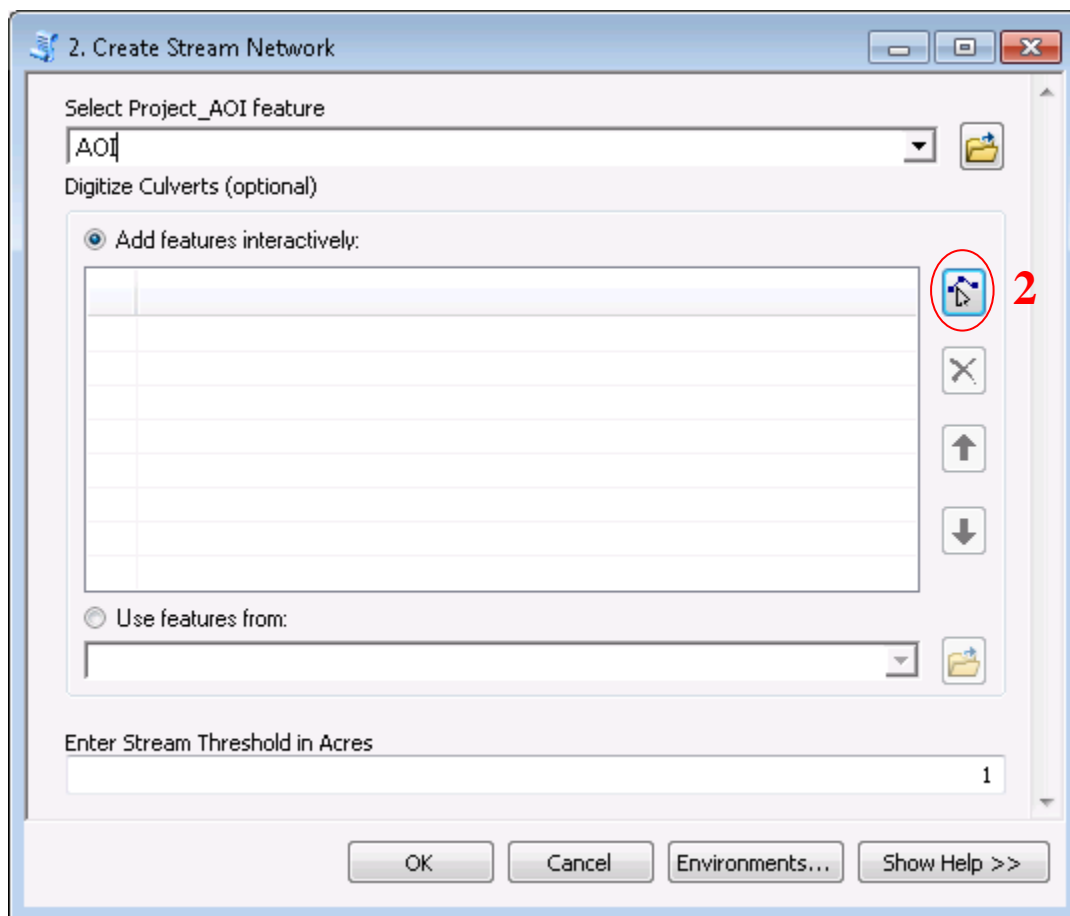 2. Create Stream Network
Select Project_AOI feature
AOI
Digitize Culverts (optional)
Add features interactively:
2
Use features from:
Enter Stream Threshold in Acres
1
OK Cancel Environments... Show Help >>